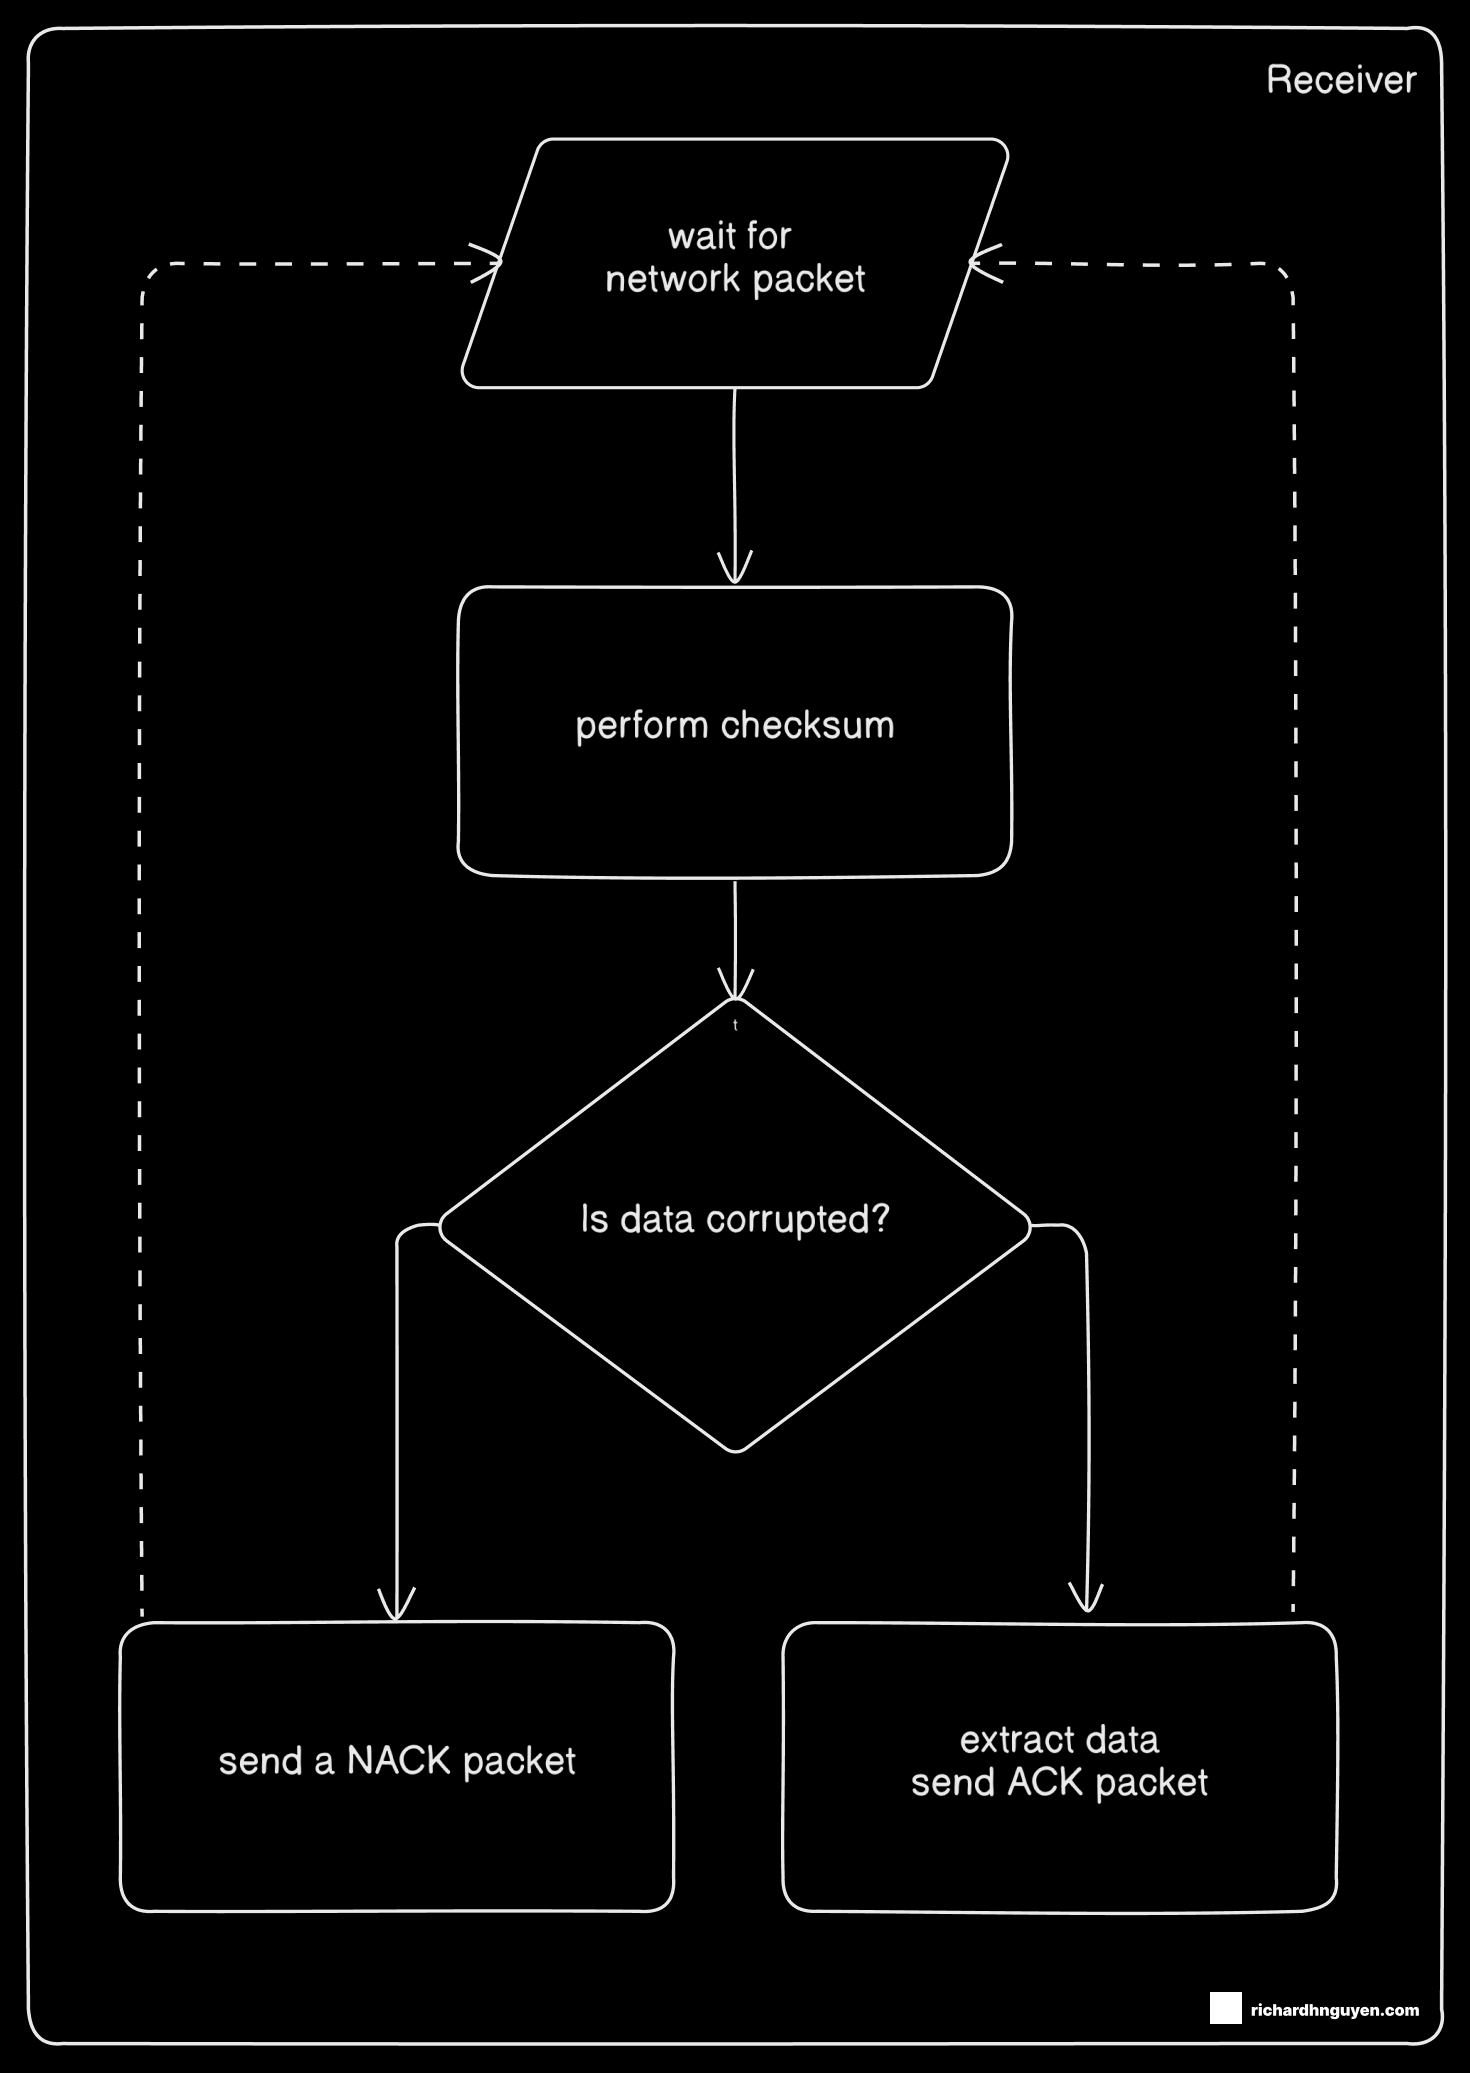 Receiver
wait for
network packet
perform checksum
t
Is data corrupted?
send a NACK packet
extract data
send ACK packet
richardhnguyen.com